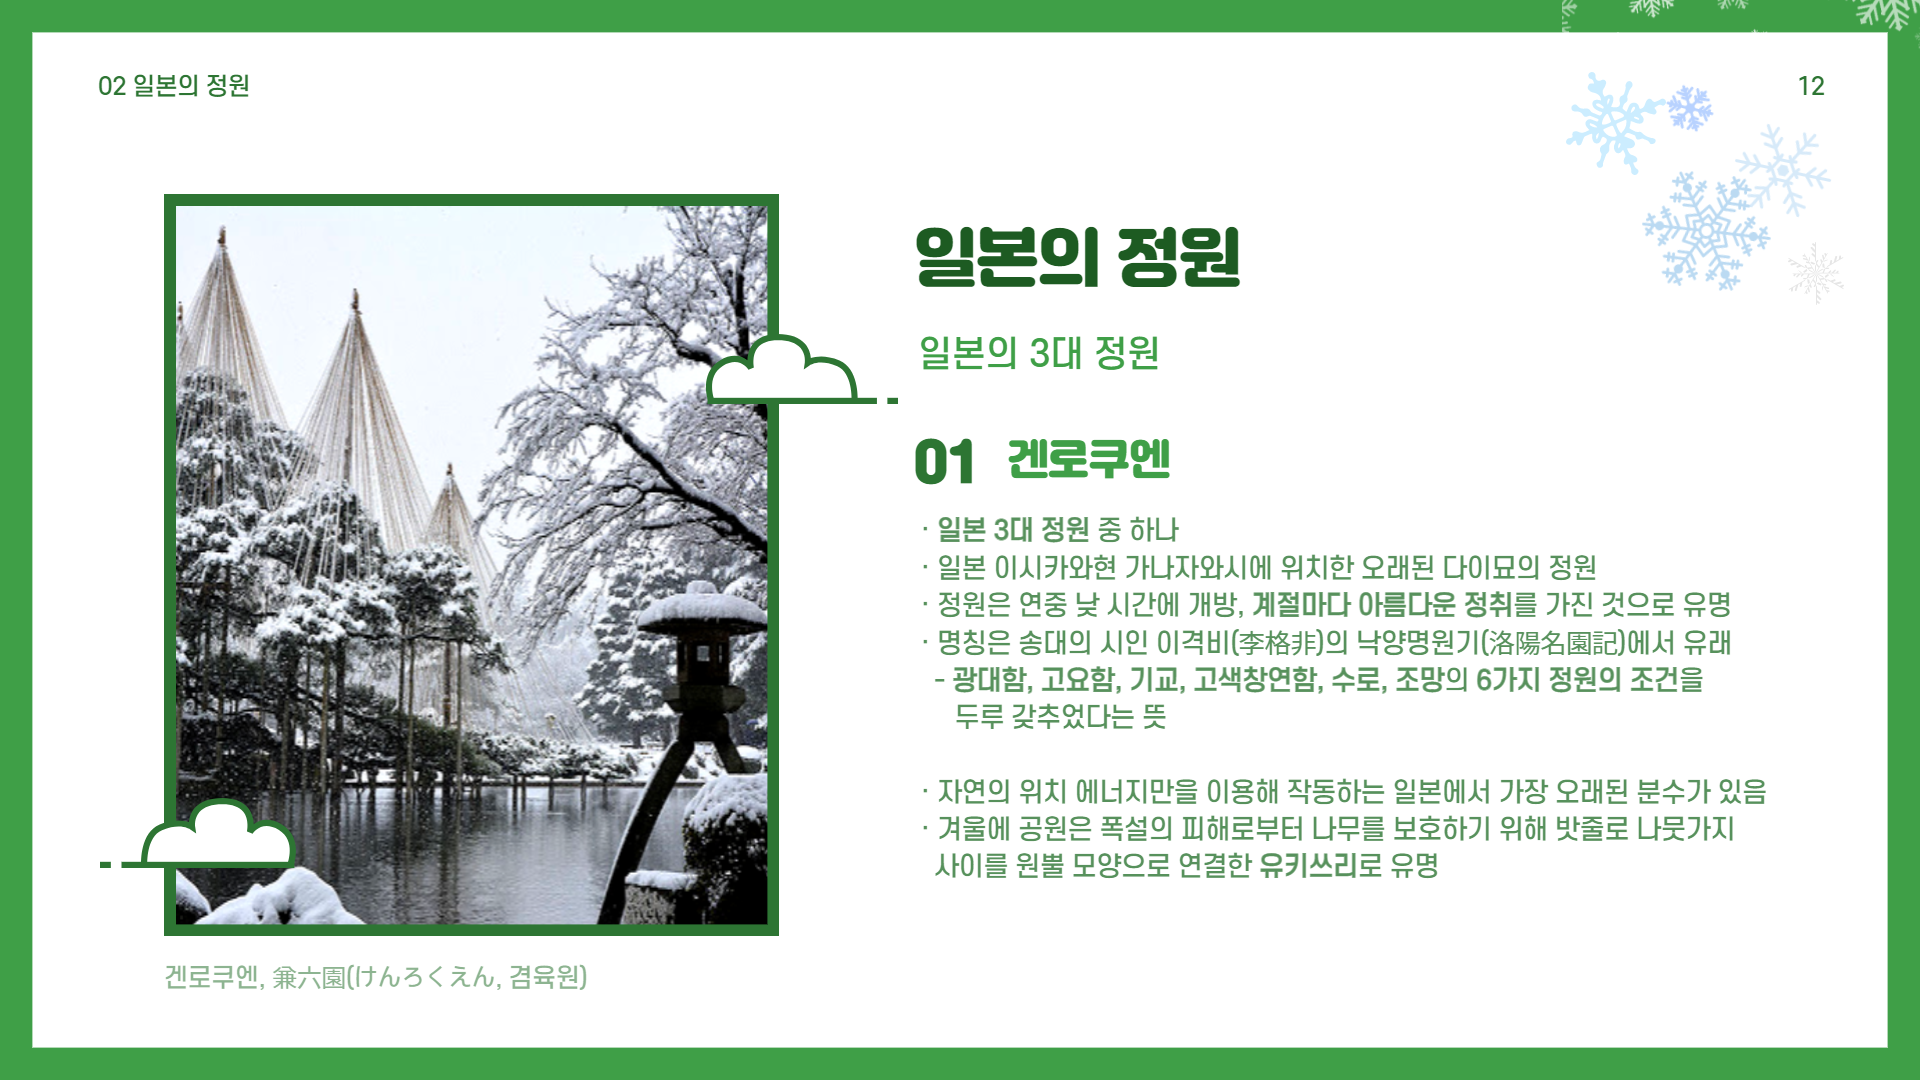 02 일본의 정원
12
일본의 정원
일본의 3대 정원
01 겐로쿠엔
· 일본 3대 정원 중 하나
· 일본 이시카와현 가나자와시에 위치한 오래된 다이묘의 정원
· 정원은 연중 낮 시간에 개방, 계절마다 아름다운 정취를 가진 것으로 유명
· 명칭은 송대의 시인 이격비(李格非)의 낙양명원기(洛陽名園記)에서 유래
- 광대함, 고요함, 기교, 고색창연함, 수로, 조망의 6가지 정원의 조건을
두루 갖추었다는 뜻
· 자연의 위치 에너지만을 이용해 작동하는 일본에서 가장 오래된 분수가 있음
· 겨울에 공원은 폭설의 피해로부터 나무를 보호하기 위해 밧줄로 나뭇가지
사이를 원뿔 모양으로 연결한 유키쓰리로 유명
겐로쿠엔, 兼六園(けんろくえん, 겸육원)